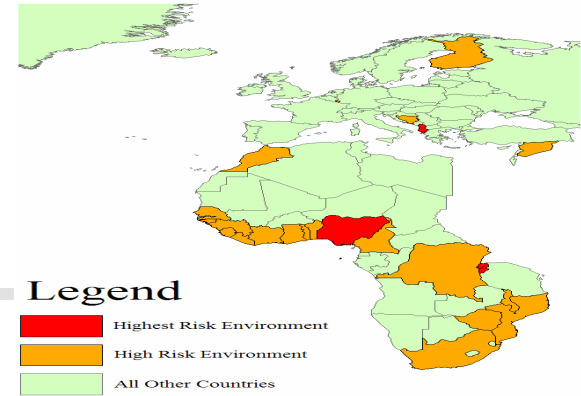 Legend
Highest Risk Environment
High Risk Environment
All Other Countries